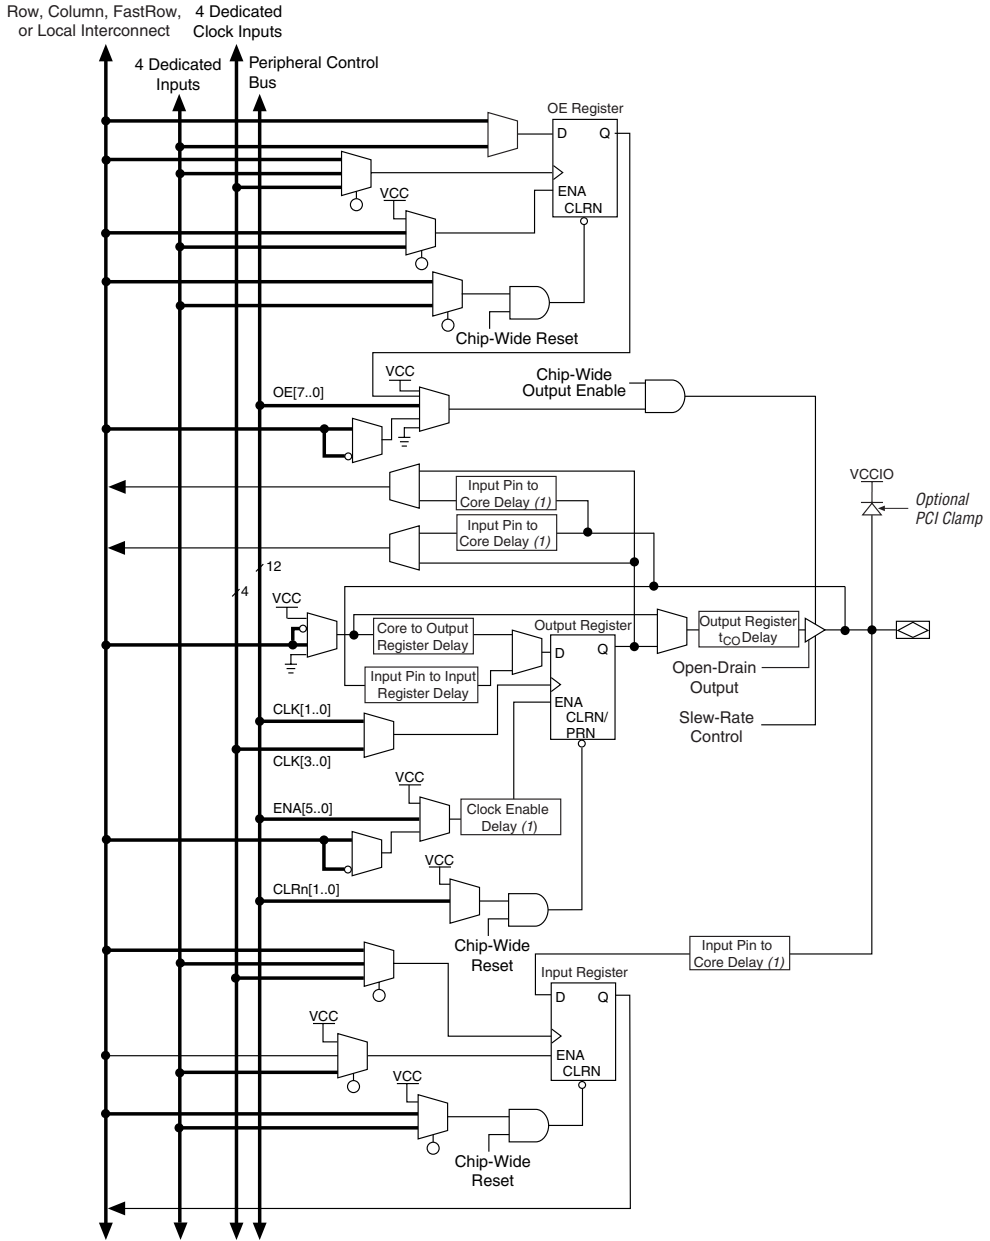 Row, Column, FastRow,
or Local Interconnect
4 Dedicated
Clock Inputs
4 Dedicated
Inputs
Peripheral Control
Bus
OE Register
D
Q
ENA
CLRN
VCC
Chip-Wide Reset
VCC
Chip-Wide
Output Enable
OE[7..0]
VCCIO
Optional
PCI Clamp
Input Pin to
Core Delay (1)
Input Pin to
Core Delay (1)
12
4
VCC
Core to Output
Register Delay
Input Pin to Input
Register Delay
Output Register
D
Q
ENA
CLRN/
PRN
Output Register
tCO Delay
Open-Drain
Output
Slew-Rate
Control
CLK[1..0]
CLK[3..0]
VCC
ENA[5..0]
Clock Enable
Delay (1)
VCC
CLRn[1..0]
Chip-Wide
Reset
Input Pin to
Core Delay (1)
Input Register
D
Q
ENA
CLRN
VCC
VCC
Chip-Wide
Reset